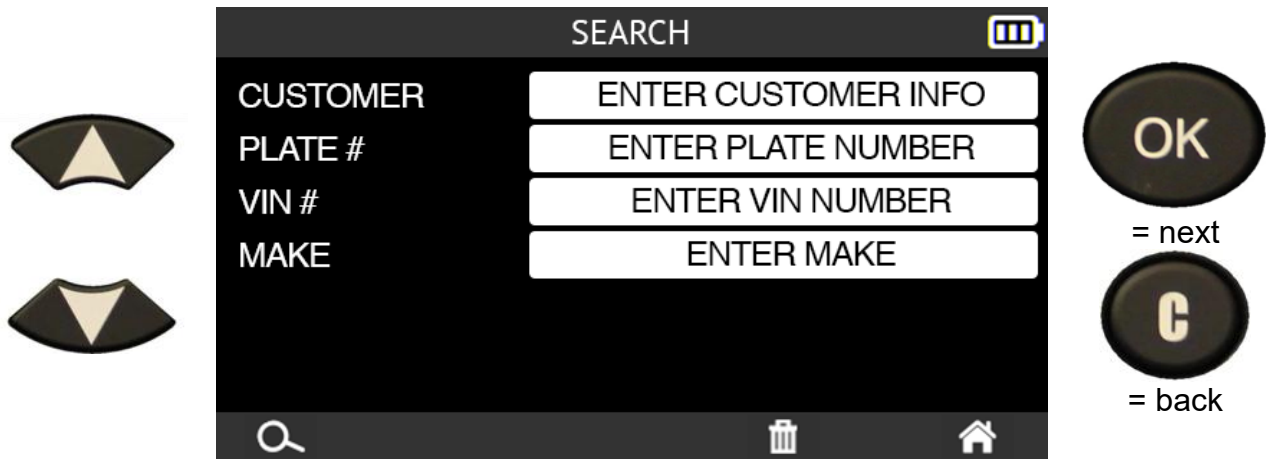 SEARCH
CUSTOMER ENTER CUSTOMER INFO
PLATE # ENTER PLATE NUMBER
VIN # ENTER VIN NUMBER
MAKE ENTER MAKE
OK
= next
C
= back